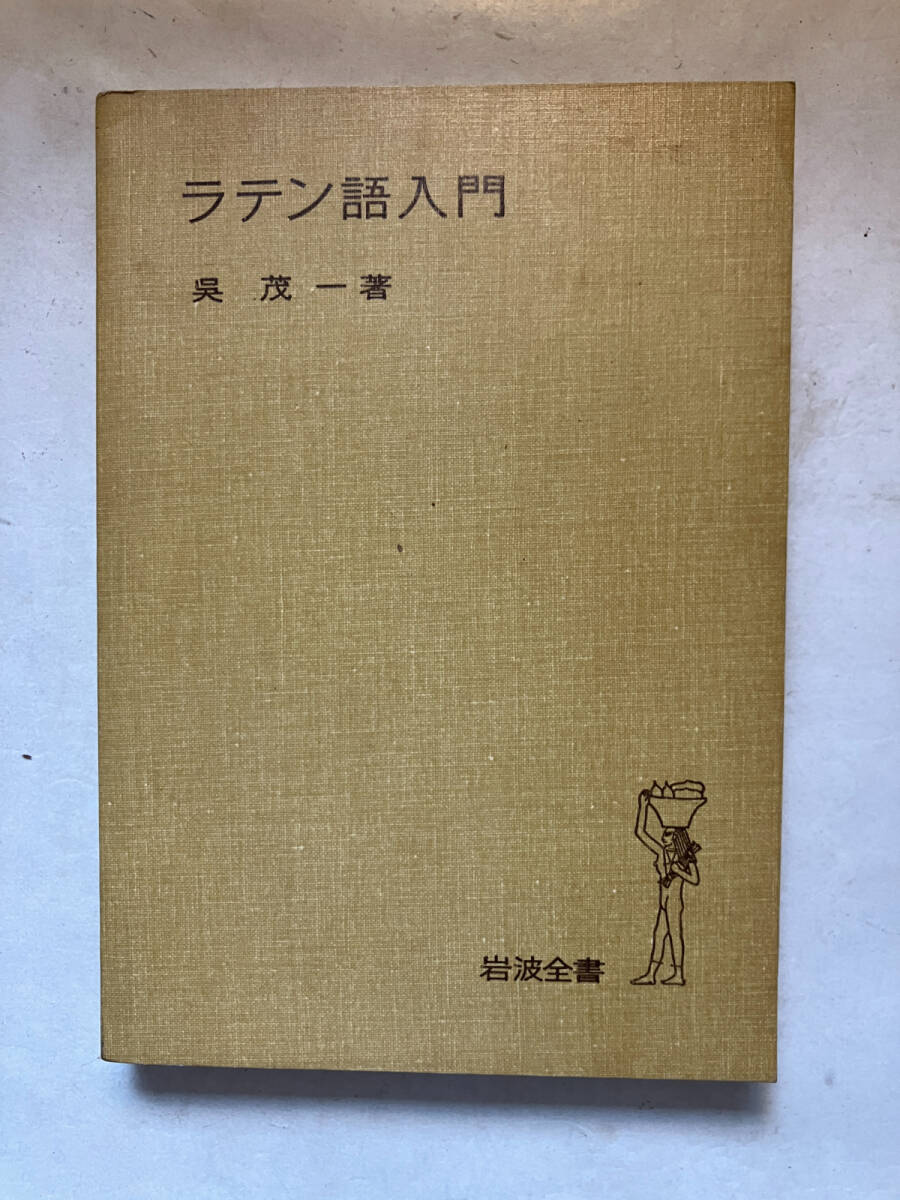 ラテン語入門
呉 茂 一 著
岩波全書